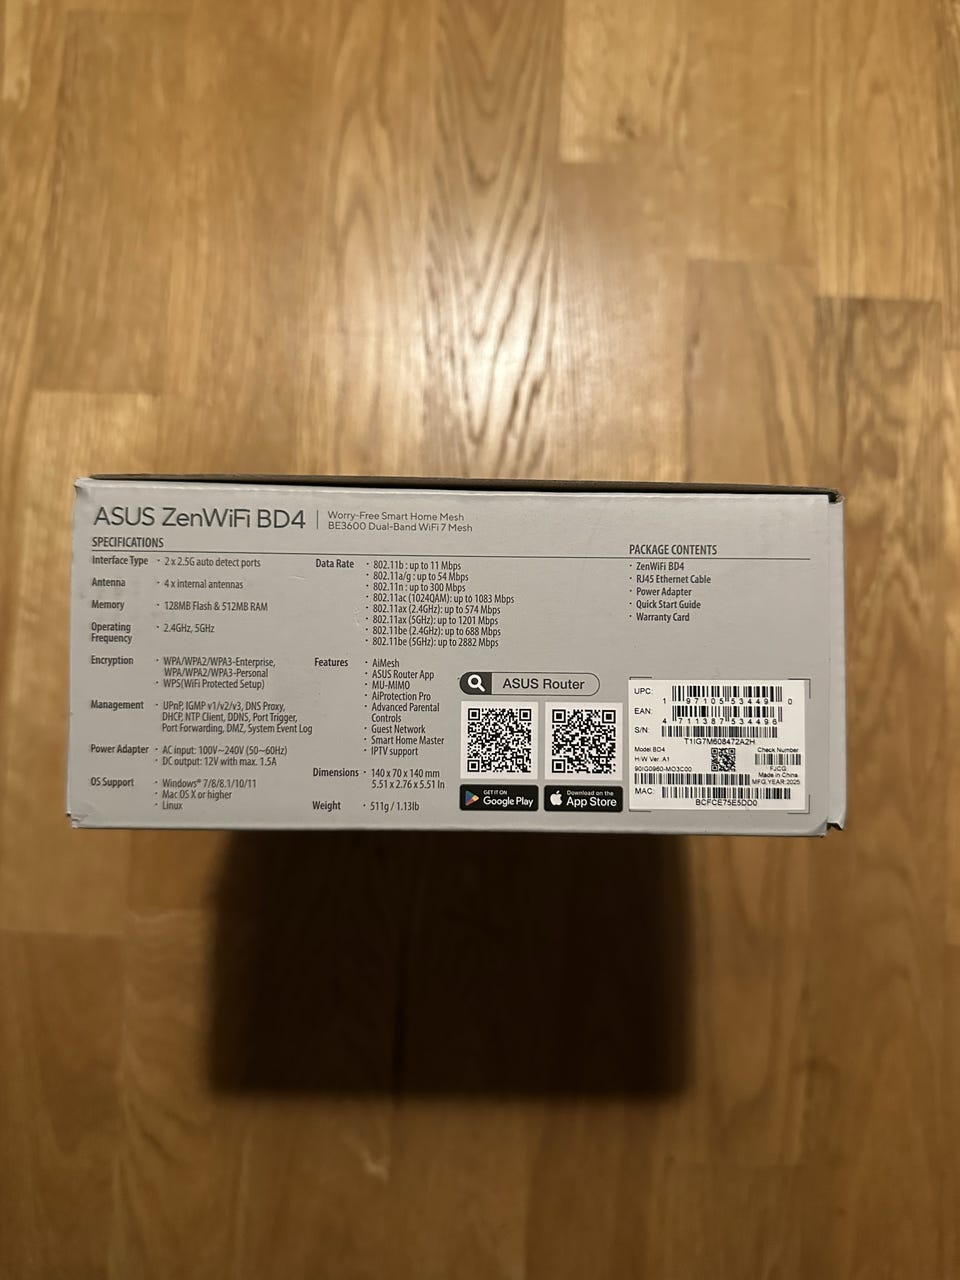 ASUS ZenWiFi BD4
Worry-Free Smart Home Mesh
BE3600 Dual-Band WiFi 7 Mesh
SPECIFICATIONS
Interface Type · 2 x 2.5G auto detect ports
Antenna · 4 x internal antennas
Memory · 128MB Flash & 512MB RAM
Operating · 2.4GHz, 5GHz
Frequency
Encryption · WPA/WPA2/WPA3-Enterprise,
WPA/WPA2/WPA3-Personal
· WPS(WiFi Protected Setup)
Management · UPnP, IGMP v1/v2/v3, DNS Proxy,
DHCP, NTP Client, DDNS, Port Trigger,
Port Forwarding, DMZ, System Event Log
Power Adapter · AC input: 100V~240V (50~60Hz)
· DC output: 12V with max. 1.5A
OS Support · Windows® 7/8/8.1/10/11
· Mac OS X or higher
· Linux
Data Rate · 802.11b : up to 11 Mbps
· 802.11a/g : up to 54 Mbps
· 802.11n : up to 300 Mbps
· 802.11ac (1024QAM): up to 1083 Mbps
· 802.11ax (2.4GHz): up to 574 Mbps
· 802.11ax (5GHz): up to 1201 Mbps
· 802.11be (2.4GHz): up to 688 Mbps
· 802.11be (5GHz): up to 2882 Mbps
Features · AiMesh
· ASUS Router App
· MU-MIMO
· AiProtection Pro
· Advanced Parental
Controls
· Guest Network
· Smart Home Master
· IPTV support
Dimensions · 140 x 70 x 140 mm
5.51 x 2.76 x 5.51 In
Weight · 511g / 1.13lb
ASUS Router
GET IT ON
Google Play
Download on the
App Store
PACKAGE CONTENTS
· ZenWiFi BD4
· RJ45 Ethernet Cable
· Power Adapter
· Quick Start Guide
· Warranty Card
UPC:
1 97105 53449 0
EAN:
4 711387 534496
S/N:
T1IG7M608472A2H
Model: BD4
H/W Ver.:A1
90IG0960-MO3C00
Check Number
FJCG
Made in China
MFG.YEAR:2025
MAC:
BCFCE75E5DD0